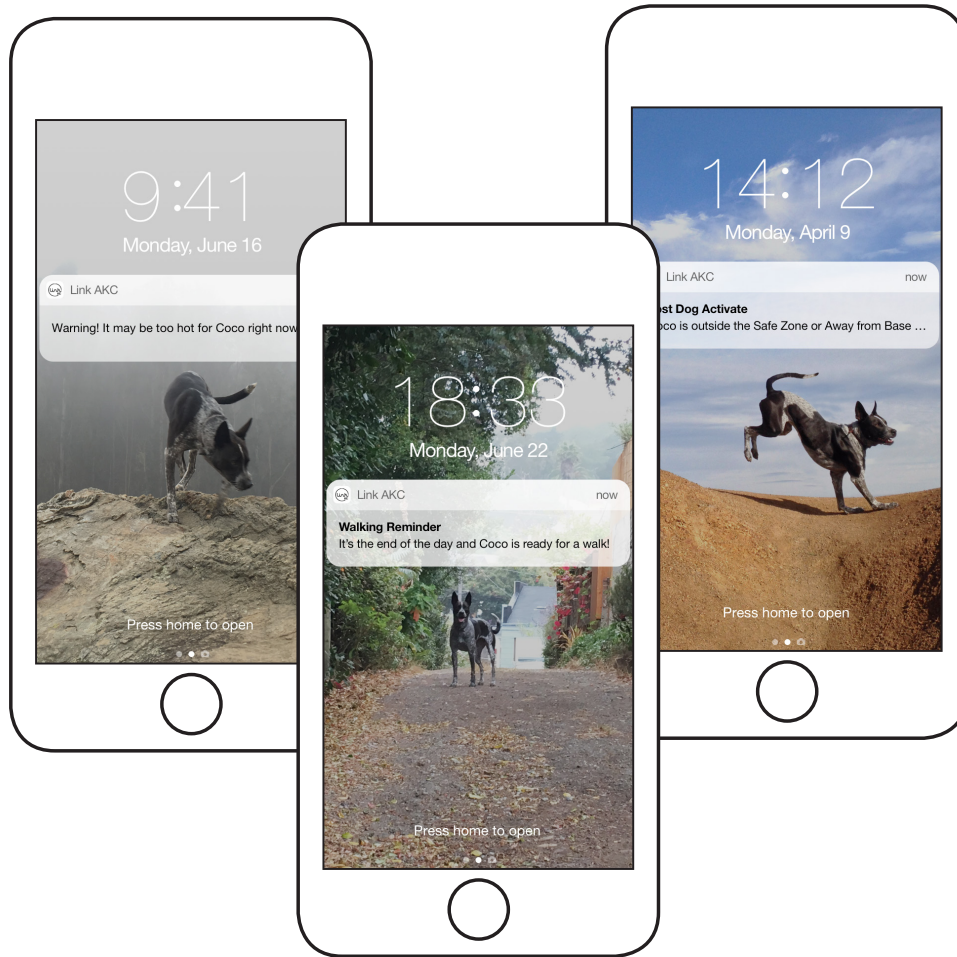 9:41
Monday, June 16
Link AKC
Warning! It may be too hot for Coco right now
Press home to open
18:33
Monday, June 22
Link AKC now
Walking Reminder
It's the end of the day and Coco is ready for a walk!
Press home to open
14:12
Monday, April 9
Link AKC now
Dog Activate
is outside the Safe Zone or Away from Base ...
Press home to open